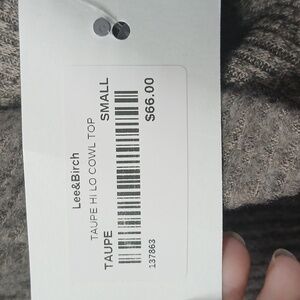 Lee&Birch
TAUPE HI LO COWL TOP
TAUPE SMALL
137863 $66.00